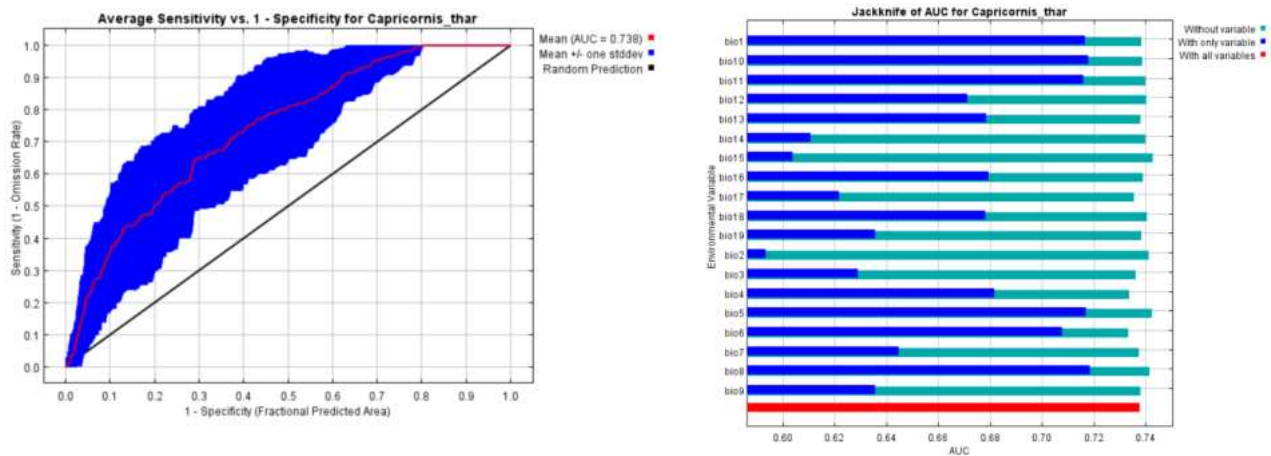 Average Sensitivity vs. 1 - Specificity for Capricornis_thar
Mean (AUC = 0.738)
Mean +/- one stddev
Random Prediction
Sensitivity (1 - Omission Rate)
1.0
0.9
0.8
0.7
0.6
0.5
0.4
0.3
0.2
0.1
0.0
0.0 0.1 0.2 0.3 0.4 0.5 0.6 0.7 0.8 0.9 1.0
1 - Specificity (Fractional Predicted Area)
Jackknife of AUC for Capricornis_thar
Without variable
With only variable
With all variables
Environmental Variable
bio1
bio10
bio11
bio12
bio13
bio14
bio15
bio16
bio17
bio18
bio19
bio2
bio3
bio4
bio5
bio6
bio7
bio8
bio9
0.60 0.62 0.64 0.66 0.68 0.70 0.72 0.74
AUC